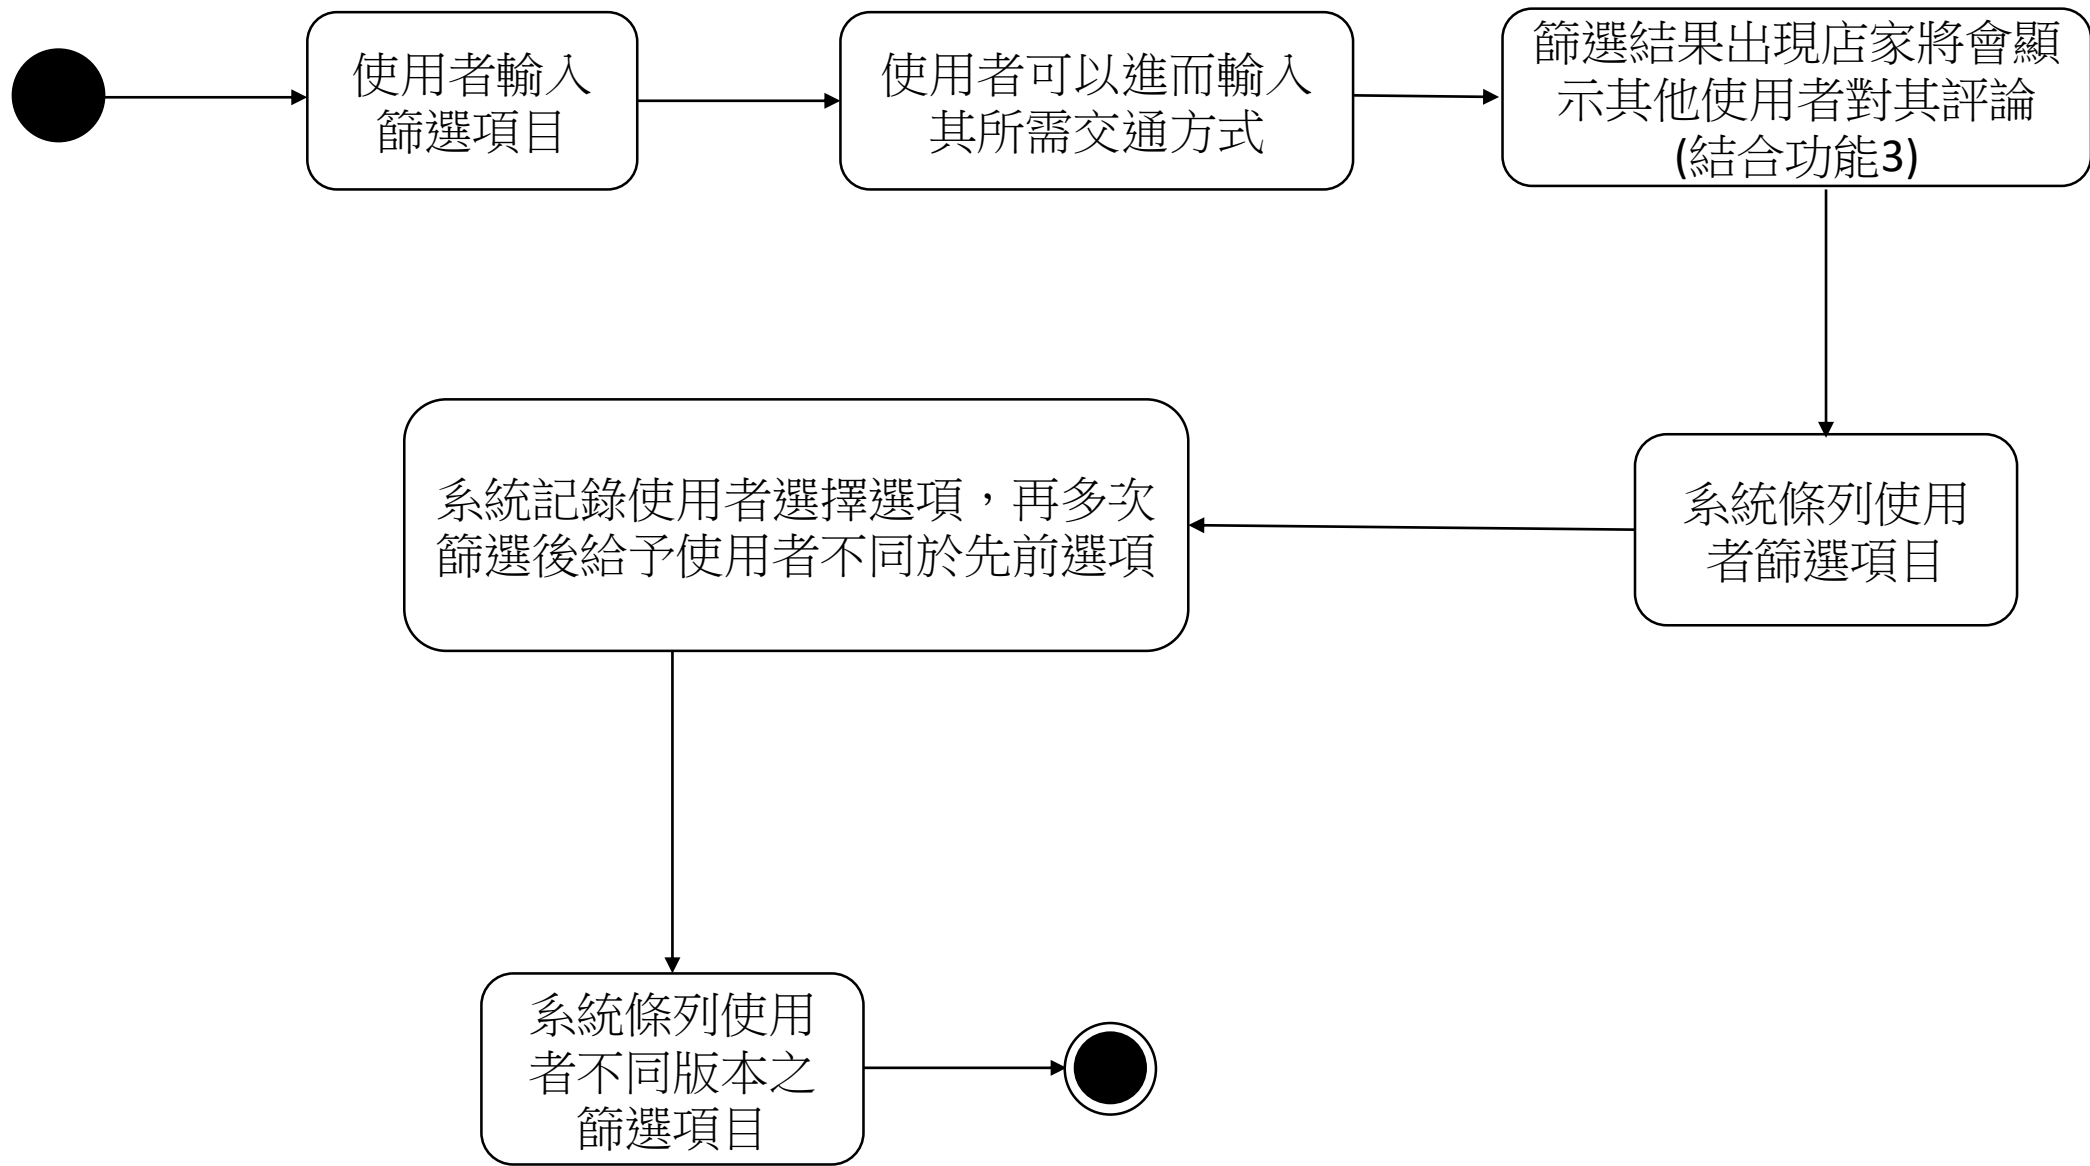 使用者輸入
篩選項目
使用者可以進而輸入
其所需交通方式
篩選結果出現店家將會顯
示其他使用者對其評論
(結合功能3)
系統條列使用
者篩選項目
系統記錄使用者選擇選項，再多次
篩選後給予使用者不同於先前選項
系統條列使用
者不同版本之
篩選項目